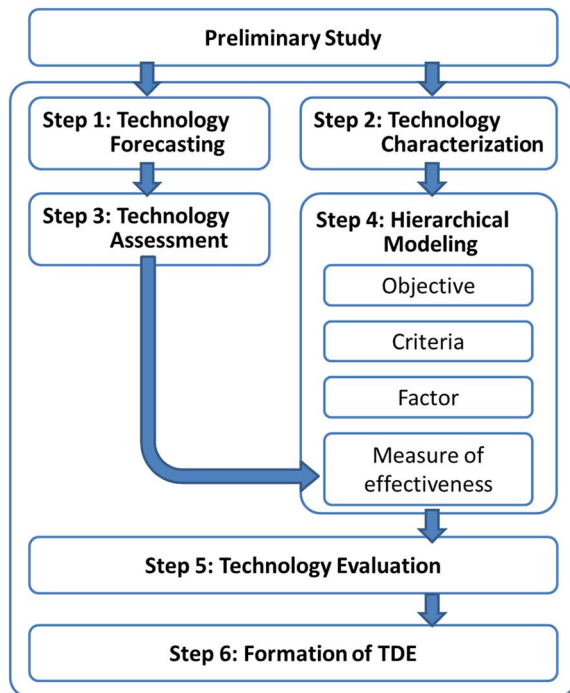 Preliminary Study
Step 1: Technology
Forecasting
Step 2: Technology
Characterization
Step 3: Technology
Assessment
Step 4: Hierarchical
Modeling
Objective
Criteria
Factor
Measure of
effectiveness
Step 5: Technology Evaluation
Step 6: Formation of TDE